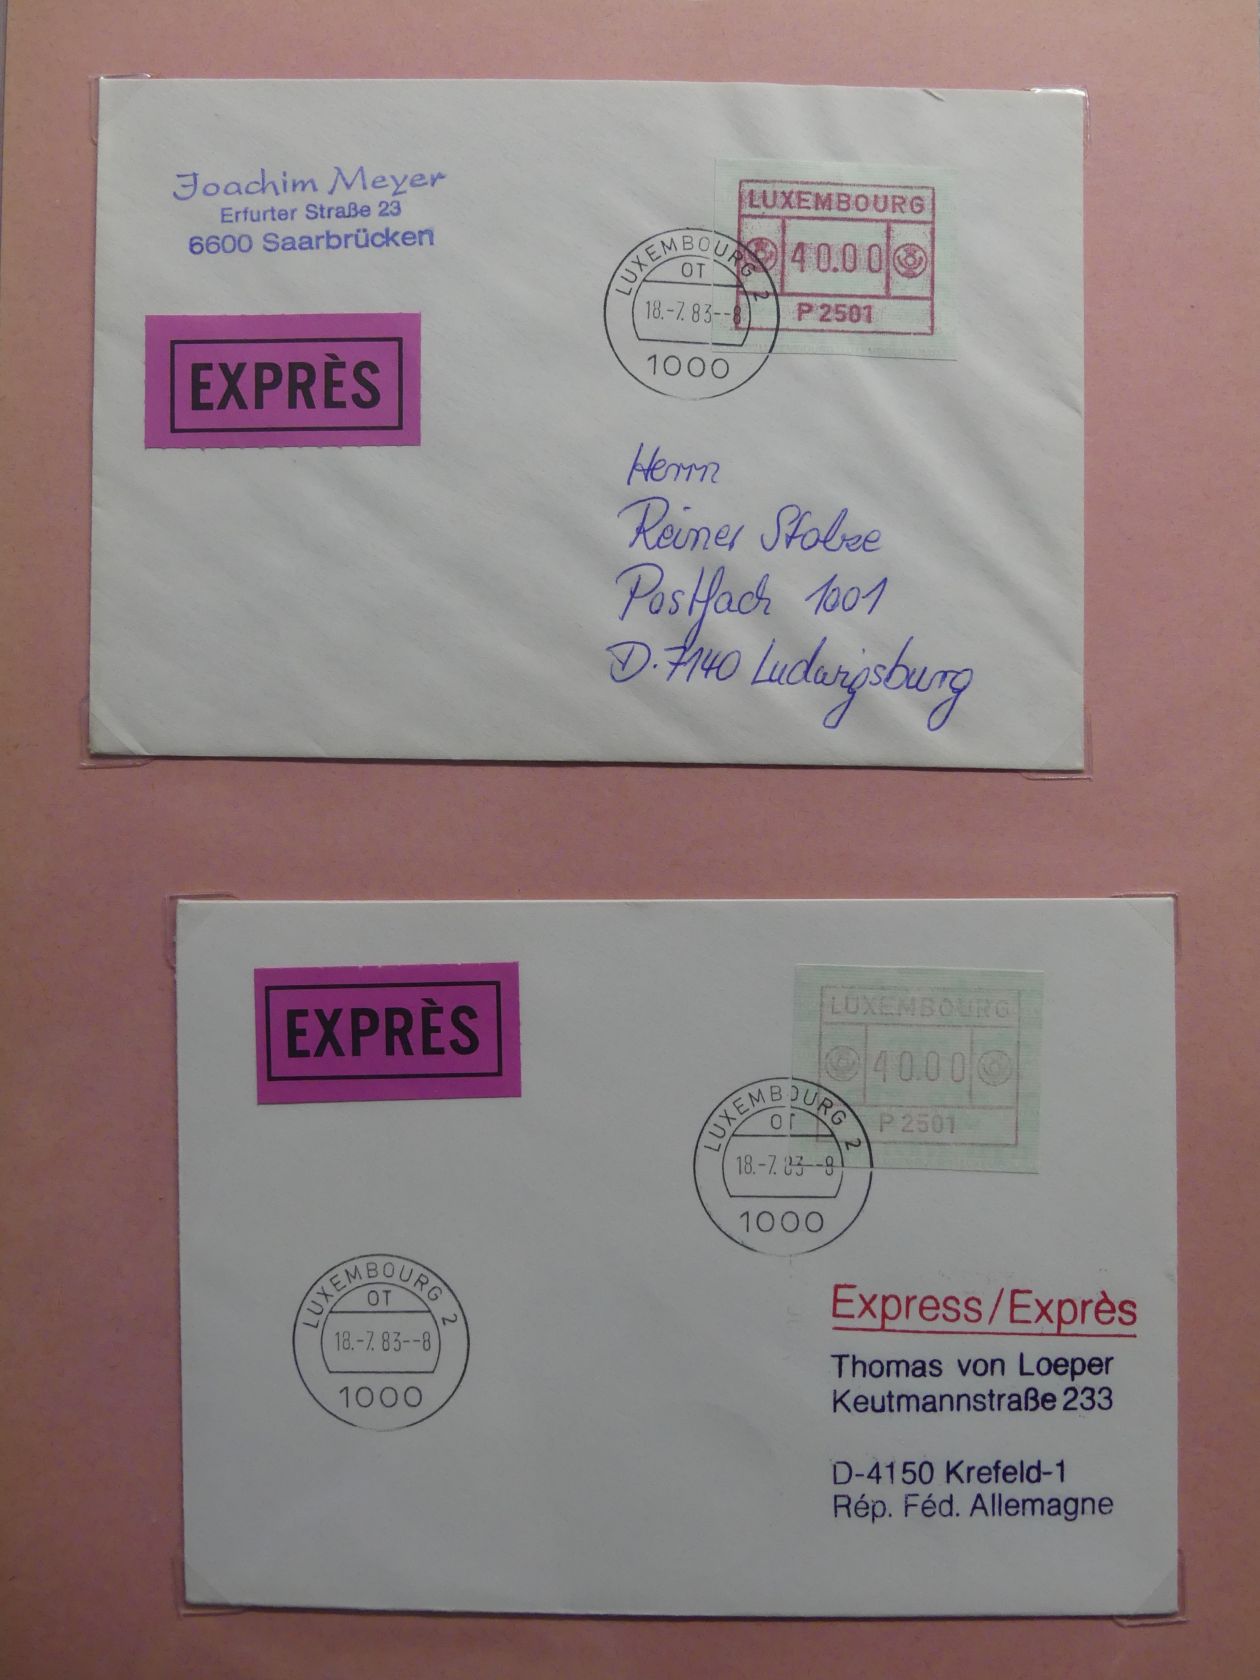 Joachim Meyer
Erfurter Straße 23
6600 Saarbrücken
EXPRÈS
LUXEMBOURG
40.00
P 2501
LUXEMBOURG 2
OT
18.-7.83--8
1000
Herrn
Reiner Stolze
Postfach 1001
D-7140 Ludwigsburg
EXPRÈS
LUXEMBOURG
40.00
P 2501
LUXEMBOURG 2
OT
18.-7.83--8
1000
LUXEMBOURG 2
OT
18.-7.83--8
1000
Express/Exprès
Thomas von Loeper
Keutmannstraße 233
D-4150 Krefeld-1
Rép. Féd. Allemagne